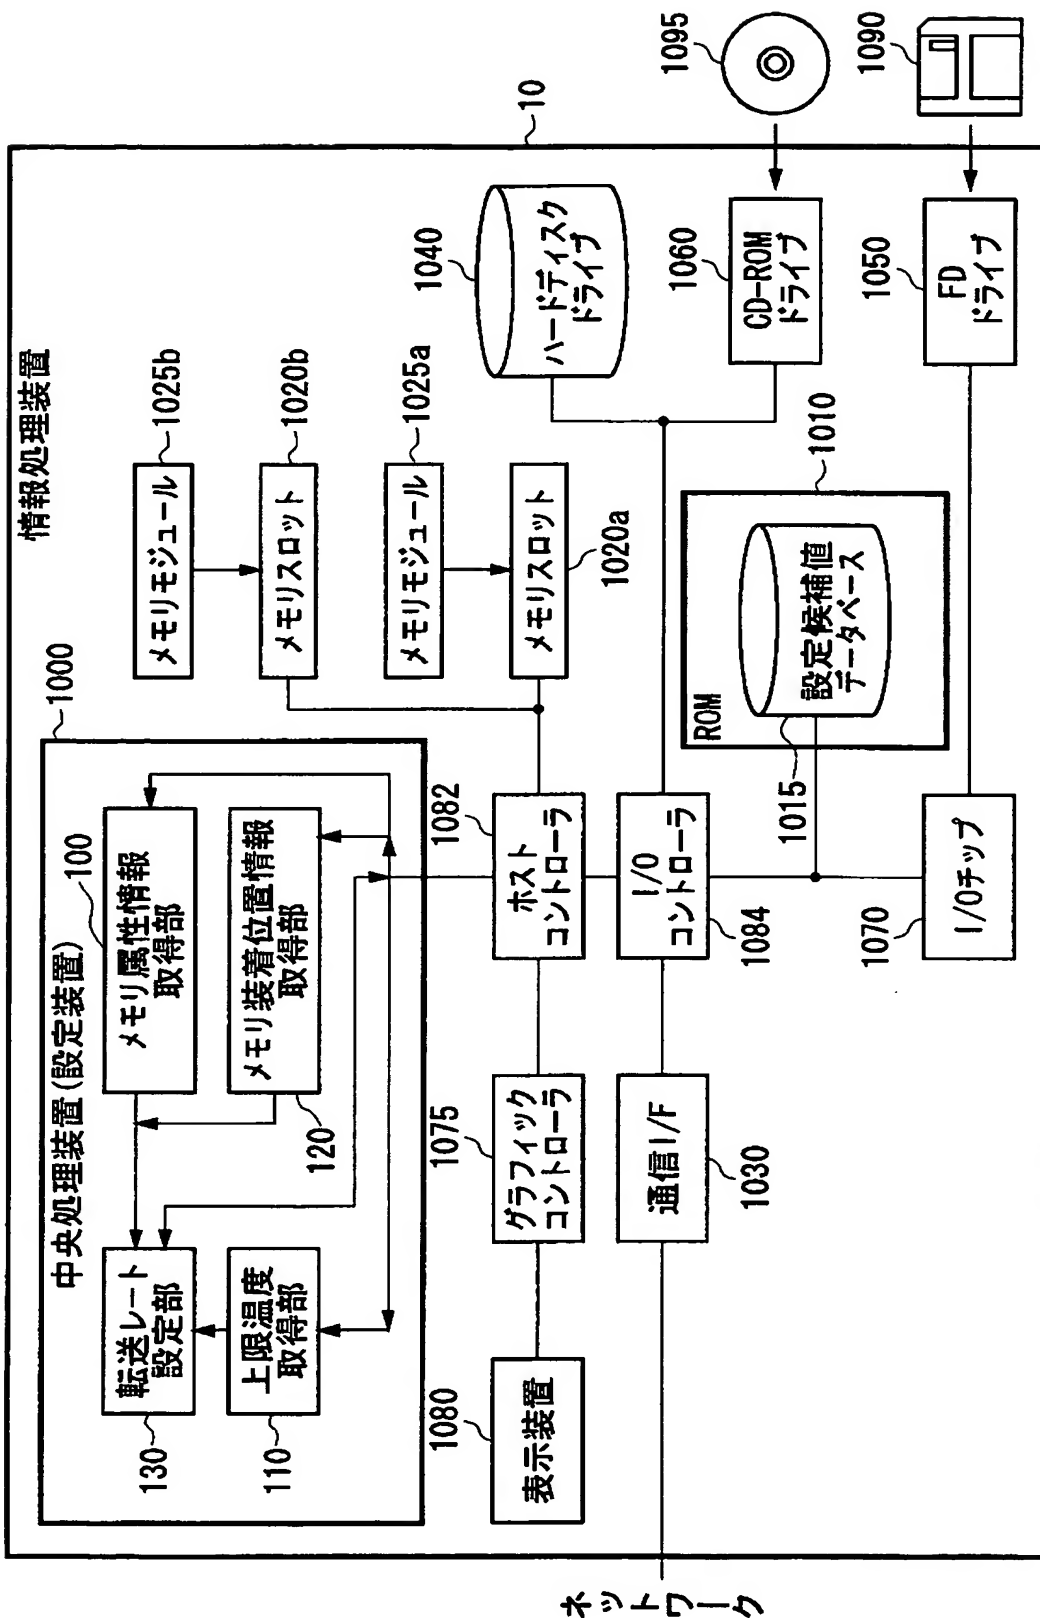 情報処理装置
10
中央処理装置(設定装置)
1000
転送レート
設定部
130
メモリ属性情報
取得部
100
上限温度
取得部
110
メモリ装着位置情報
取得部
120
メモリモジュール
1025b
メモリスロット
1020b
メモリモジュール
1025a
メモリスロット
1020a
表示装置
1080
グラフィック
コントローラ
1075
ホスト
コントローラ
1082
ハードディスク
ドライブ
1040
通信I/F
1030
I/O
コントローラ
1084
CD-ROM
ドライブ
1060
1095
ROM
1010
設定候補値
データベース
1015
I/Oチップ
1070
FD
ドライブ
1050
1090
ネットワーク